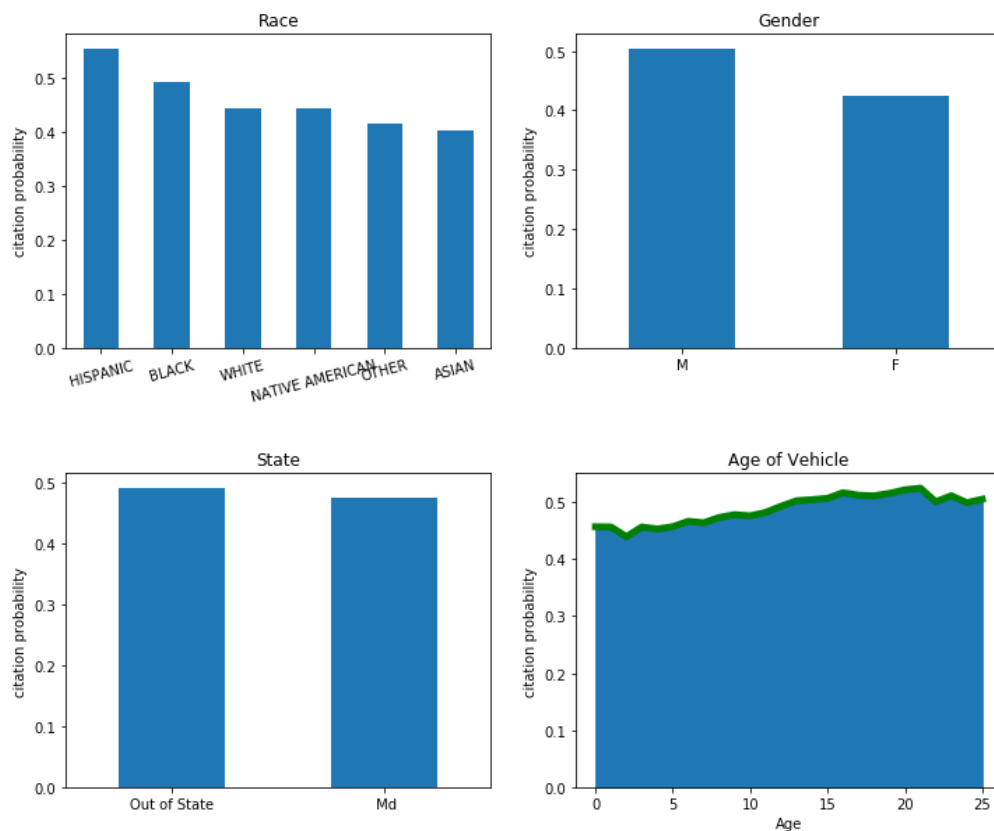 Race
citation probability
0.5
0.4
0.3
0.2
0.1
0.0
HISPANIC BLACK WHITE NATIVE AMERICAN OTHER ASIAN
Gender
citation probability
0.5
0.4
0.3
0.2
0.1
0.0
M F
State
citation probability
0.5
0.4
0.3
0.2
0.1
0.0
Out of State Md
Age of Vehicle
citation probability
0.5
0.4
0.3
0.2
0.1
0.0
0 5 10 15 20 25
Age